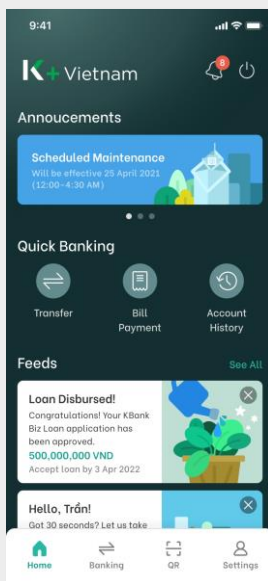 9:41
K+ Vietnam
8
Annoucements
Scheduled Maintenance
Will be effective 25 April 2021
(12:00-4:30 AM)
Quick Banking
Transfer
Bill
Payment
Account
History
Feeds
See All
Loan Disbursed!
Congratulations! Your KBank
Biz Loan application has
been approved.
500,000,000 VND
Accept loan by 3 Apr 2022
Hello, Trần!
Got 30 seconds? Let us take
Home
Banking
QR
Settings